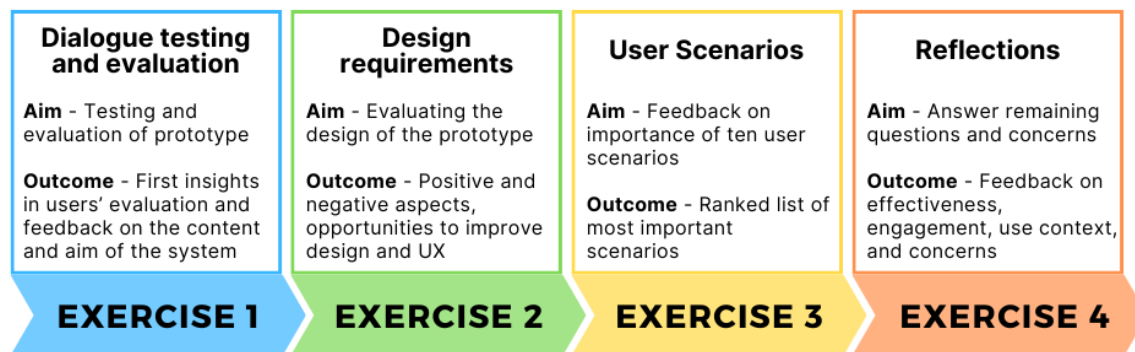 Dialogue testing
and evaluation
Aim - Testing and
evaluation of prototype
Outcome - First insights
in users' evaluation and
feedback on the content
and aim of the system
EXERCISE 1
Design
requirements
Aim - Evaluating the
design of the prototype
Outcome - Positive and
negative aspects,
opportunities to improve
design and UX
EXERCISE 2
User Scenarios
Aim - Feedback on
importance of ten user
scenarios
Outcome - Ranked list of
most important
scenarios
EXERCISE 3
Reflections
Aim - Answer remaining
questions and concerns
Outcome - Feedback on
effectiveness,
engagement, use context,
and concerns
EXERCISE 4